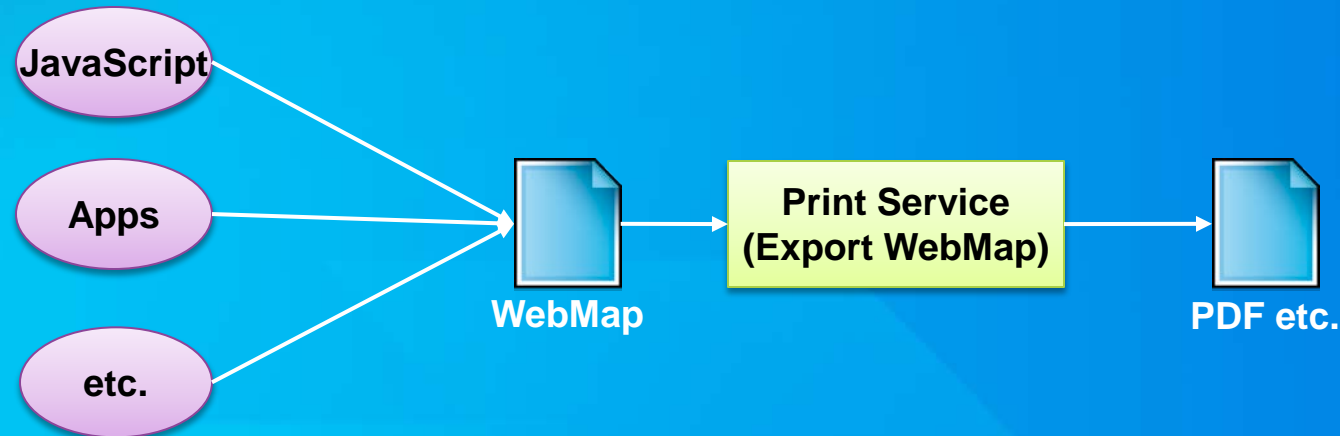 JavaScript
Apps
etc.
WebMap
Print Service
(Export WebMap)
PDF etc.